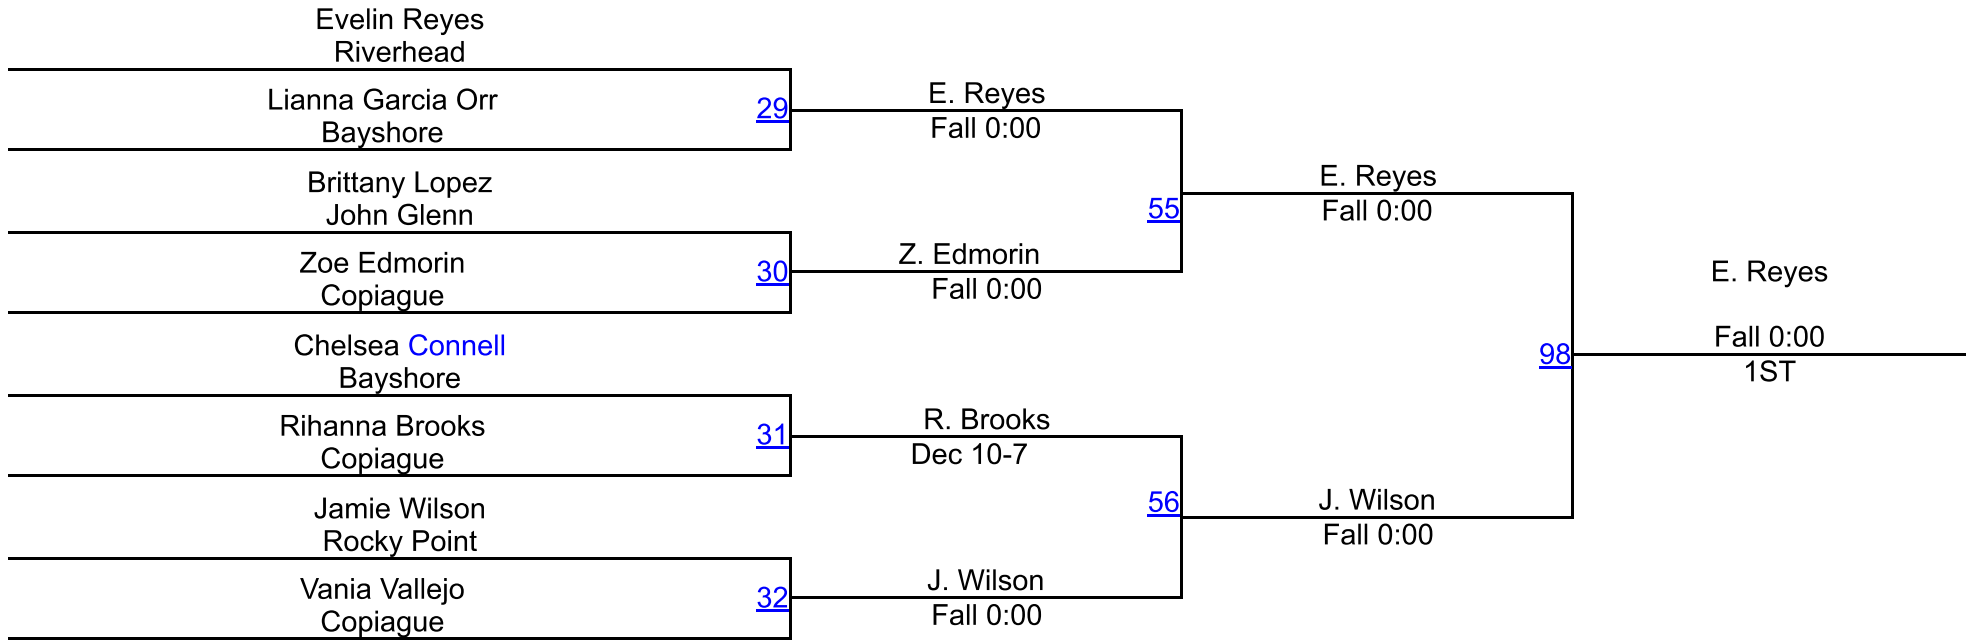 Evelin Reyes
Riverhead
Lianna Garcia Orr
Bayshore
29
E. Reyes
Fall 0:00
Brittany Lopez
John Glenn
Zoe Edmorin
Copiague
30
Z. Edmorin
Fall 0:00
55
E. Reyes
Fall 0:00
Chelsea Connell
Bayshore
Rihanna Brooks
Copiague
31
R. Brooks
Dec 10-7
Jamie Wilson
Rocky Point
Vania Vallejo
Copiague
32
J. Wilson
Fall 0:00
56
J. Wilson
Fall 0:00
98
E. Reyes
Fall 0:00
1ST